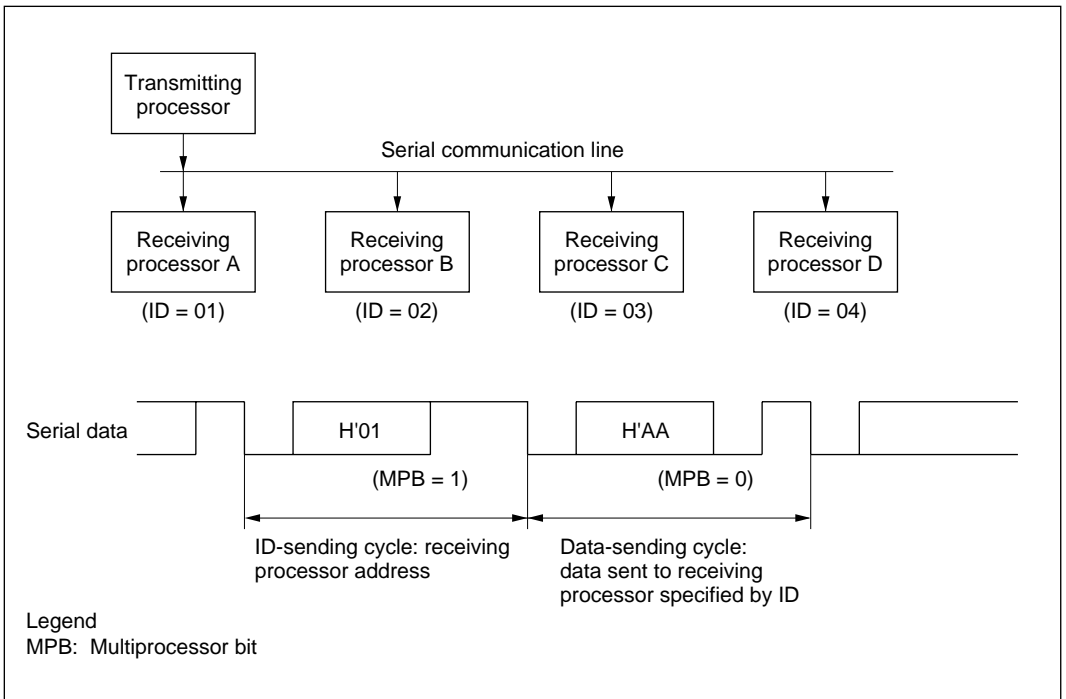 Transmitting
processor
Serial communication line
Receiving
processor A
Receiving
processor B
Receiving
processor C
Receiving
processor D
(ID = 01)
(ID = 02)
(ID = 03)
(ID = 04)
Serial data
H'01
H'AA
(MPB = 1)
(MPB = 0)
ID-sending cycle: receiving
processor address
Data-sending cycle:
data sent to receiving
processor specified by ID
Legend
MPB: Multiprocessor bit